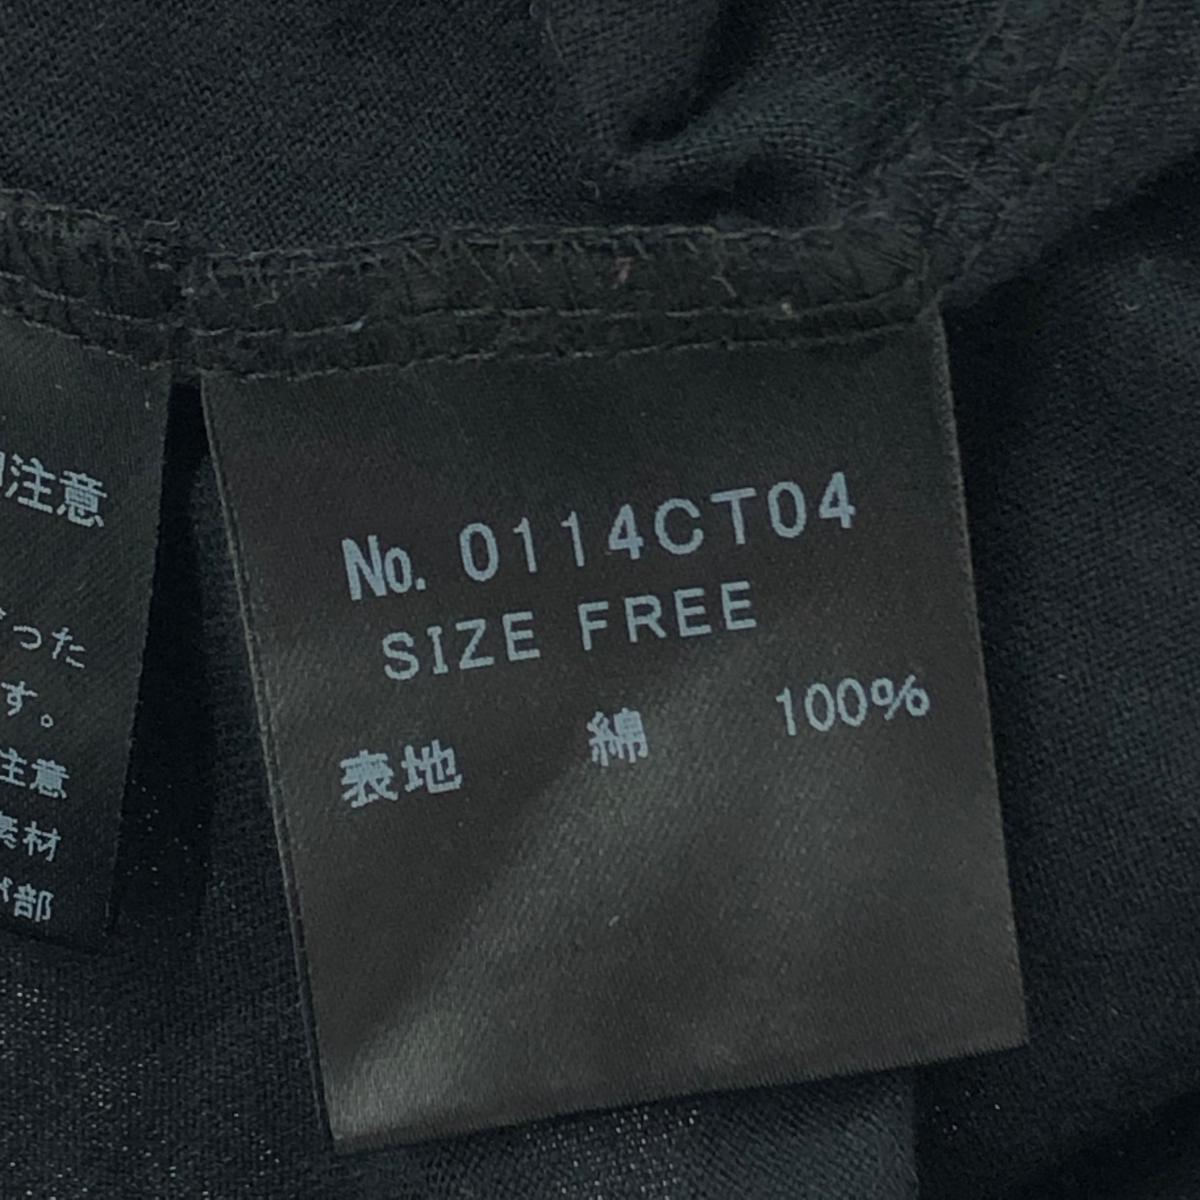 注意
った
す。
注意
素材
部
No. 0114CT04
SIZE FREE
表地 綿 100%